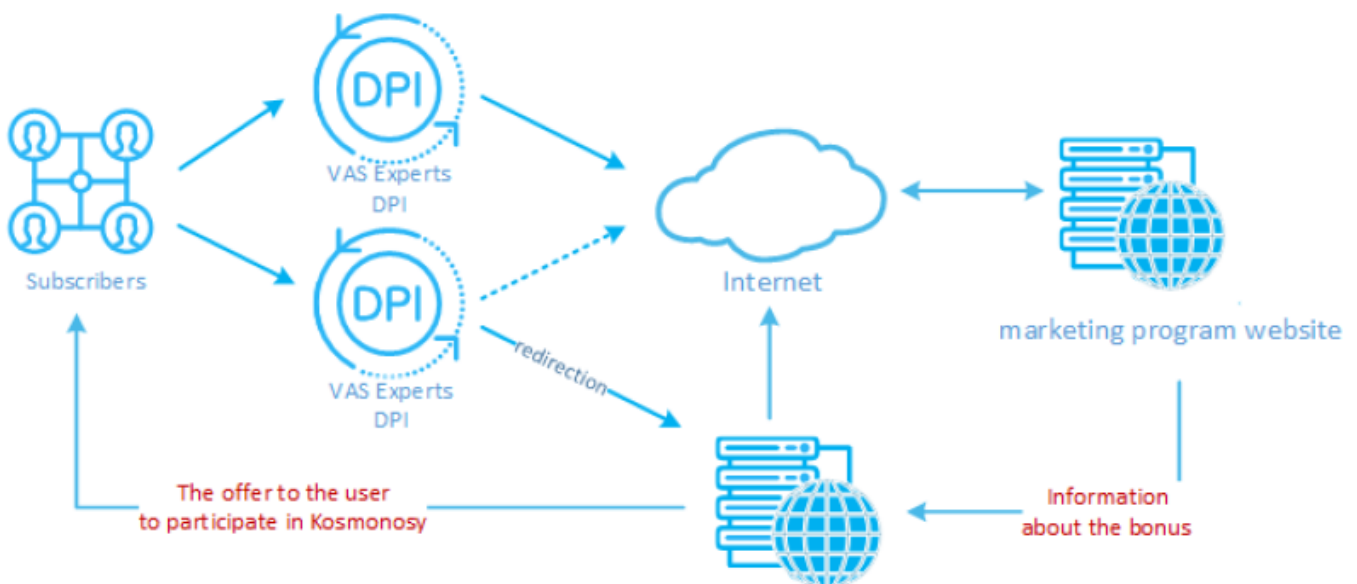 DPI
VAS Experts
DPI
Subscribers
DPI
VAS Experts
DPI
Internet
marketing program website
redirection
The offer to the user
to participate in Kosmonosy
Information
about the bonus